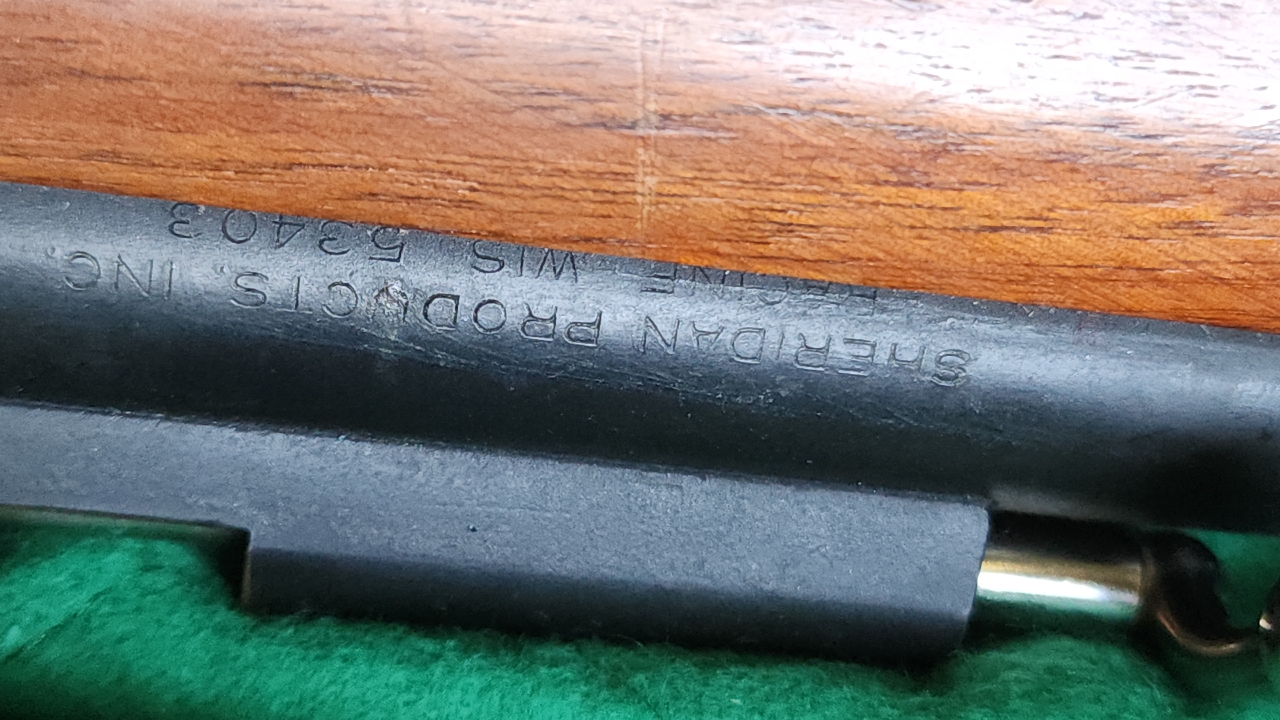 SHERIDAN PRODUCTS, INC.
RACINE WIS 53403